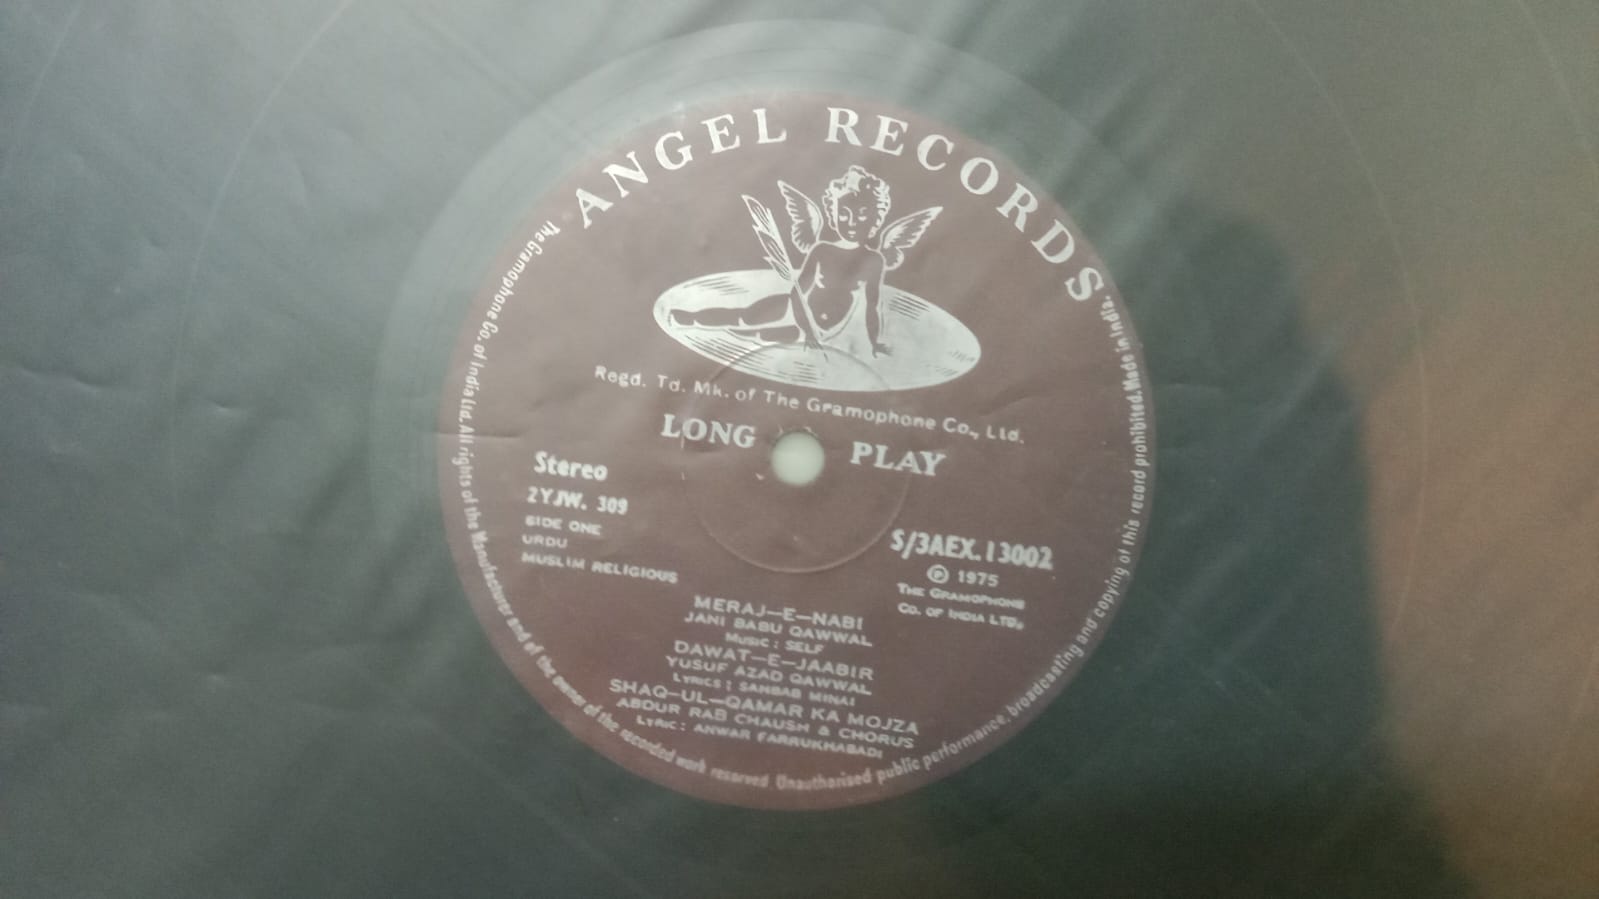 ANGEL RECORDS
Regd. Td. Mk. of The Gramophone Co., Ltd.
LONG PLAY
Stereo
2YJW. 309
SIDE ONE
URDU
MUSLIM RELIGIOUS
S/3AEX.13002
Ⓟ 1975
THE GRAMOPHONE
CO. OF INDIA LTD.
MERAJ–E–NABI
JANI BABU QAWWAL
MUSIC : SELF
DAWAT–E–JAABIR
YUSUF AZAD QAWWAL
LYRICS : SAHBAB MINAI
SHAQ–UL–QAMAR KA MOJZA
ABDUR RAB CHAUSH & CHORUS
LYRIC : ANWAR FARRUKHABADI
The Gramophone Co. of India Ltd. All rights of the Manufacturer and of the owner of the recorded work reserved. Unauthorised public performance, broadcasting and copying of this record prohibited. Made in India.